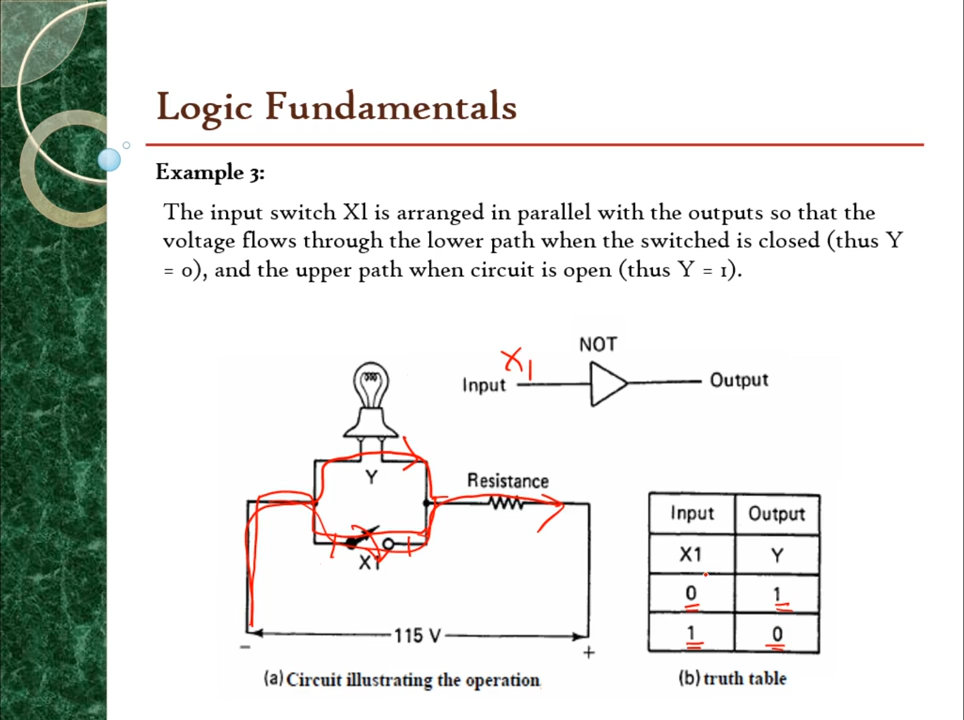 Logic Fundamentals
Example 3:
The input switch X1 is arranged in parallel with the outputs so that the
voltage flows through the lower path when the switched is closed (thus Y
= 0), and the upper path when circuit is open (thus Y = 1).
NOT
X1
Input
Output
Y
Resistance
X1
115 V
-
+
(a) Circuit illustrating the operation
Input Output
X1 Y
0 1
1 0
(b) truth table